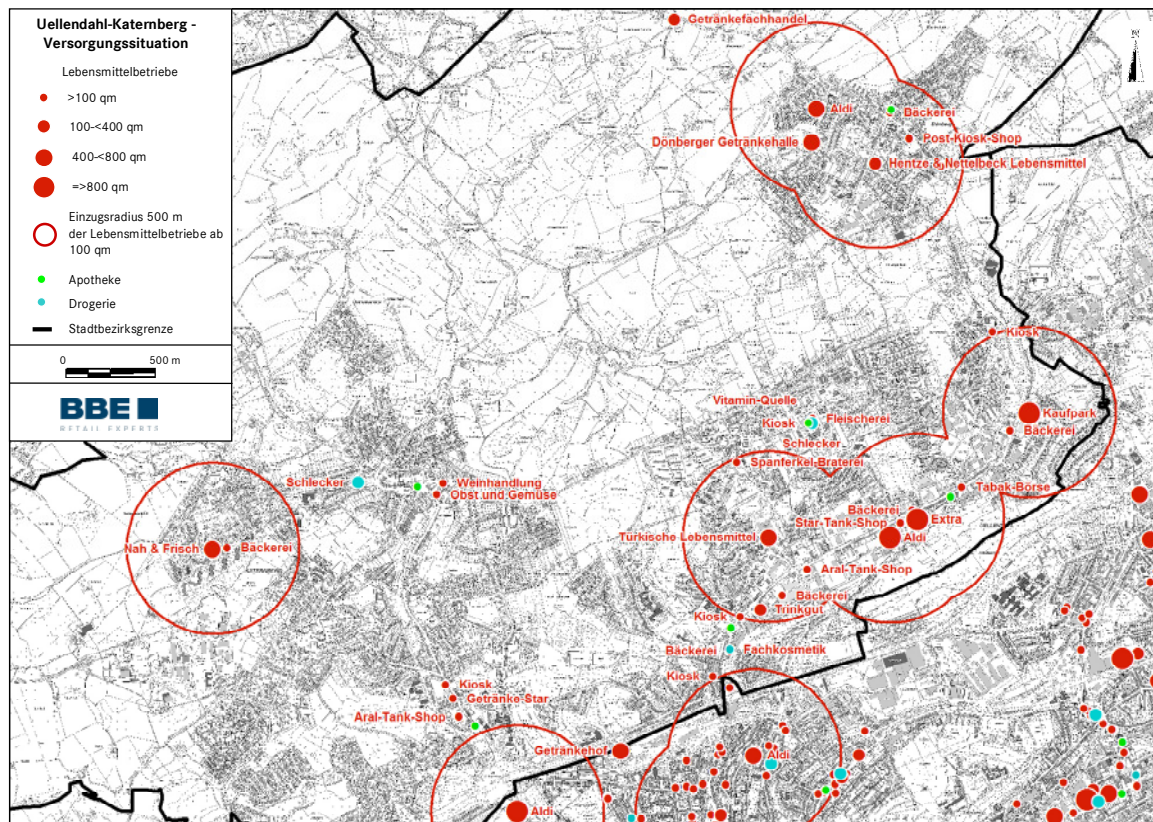 Uellendahl-Katernberg -
Versorgungssituation
Lebensmittelbetriebe
>100 qm
100-<400 qm
400-<800 qm
=>800 qm
Einzugsradius 500 m
der Lebensmittelbetriebe ab
100 qm
Apotheke
Drogerie
Stadtbezirksgrenze
0 500 m
BBE
RETAIL EXPERTS
N
Getränkefachhandel
Aldi
Bäckerei
Dönberger Getränkehalle
Post-Kiosk-Shop
Hentze & Nettelbeck Lebensmittel
Kiosk
Vitamin-Quelle
Kiosk
Fleischerei
Schlecker
Kaufpark
Bäckerei
Spanferkel-Braterei
Schlecker
Weinhandlung
Obst und Gemüse
Tabak-Börse
Bäckerei
Star-Tank-Shop
Extra
Aldi
Türkische Lebensmittel
Nah & Frisch
Bäckerei
Aral-Tank-Shop
Bäckerei
Trinkgut
Kiosk
Bäckerei
Fachkosmetik
Kiosk
Kiosk
Getränke Star
Aral-Tank-Shop
Getränkehof
Aldi
Aldi